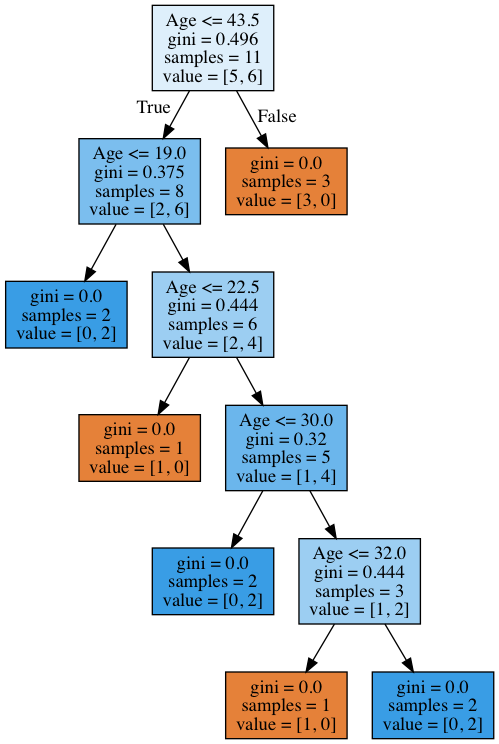 Age <= 43.5
gini = 0.496
samples = 11
value = [5, 6]
True
False
Age <= 19.0
gini = 0.375
samples = 8
value = [2, 6]
gini = 0.0
samples = 3
value = [3, 0]
gini = 0.0
samples = 2
value = [0, 2]
Age <= 22.5
gini = 0.444
samples = 6
value = [2, 4]
gini = 0.0
samples = 1
value = [1, 0]
Age <= 30.0
gini = 0.32
samples = 5
value = [1, 4]
gini = 0.0
samples = 2
value = [0, 2]
Age <= 32.0
gini = 0.444
samples = 3
value = [1, 2]
gini = 0.0
samples = 1
value = [1, 0]
gini = 0.0
samples = 2
value = [0, 2]